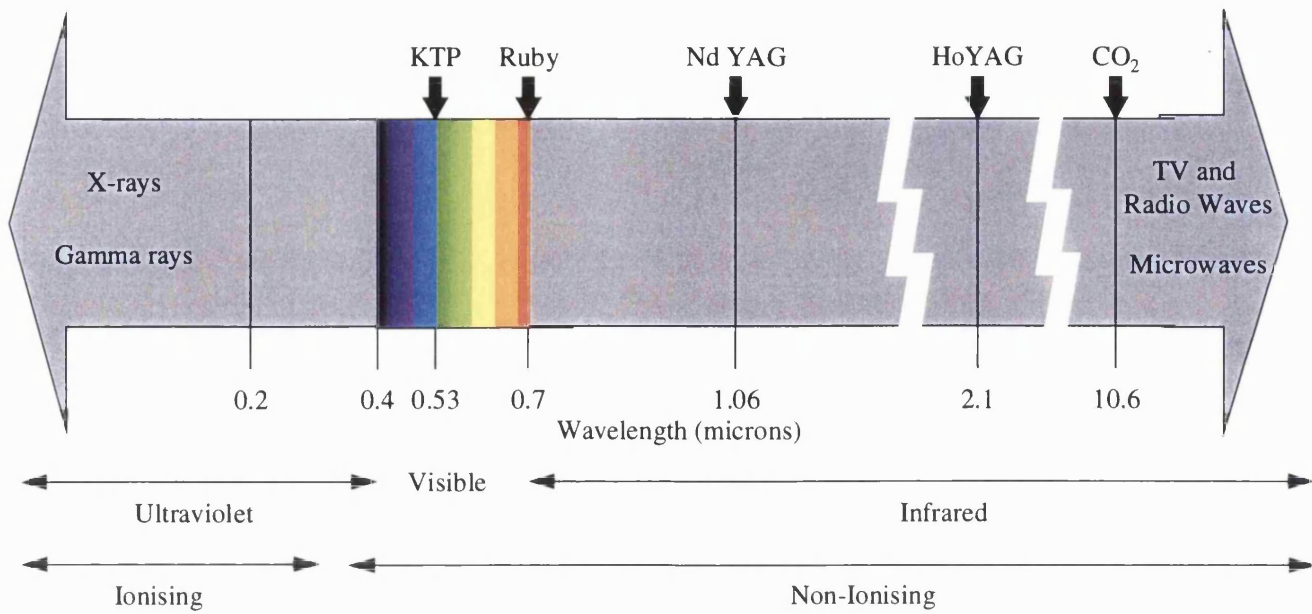 KTP Ruby Nd YAG HoYAG CO₂
X-rays
Gamma rays
TV and
Radio Waves
Microwaves
0.2 0.4 0.53 0.7 1.06 2.1 10.6
Wavelength (microns)
Visible
Ultraviolet Infrared
Ionising Non-Ionising